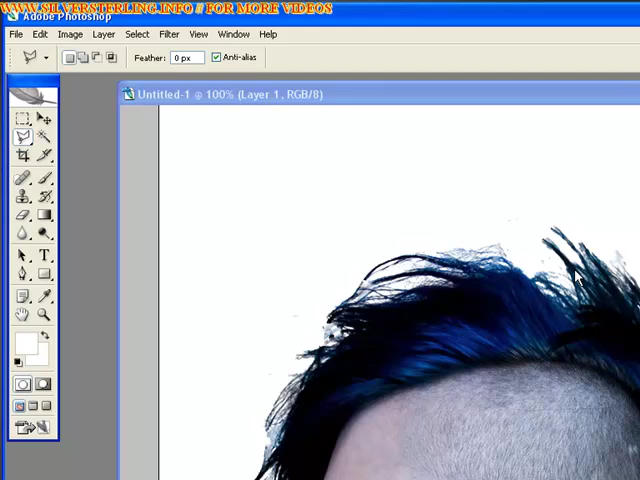 WWW.SILVERSTERLING.INFO // FOR MORE VIDEOS
Adobe Photoshop
File Edit Image Layer Select Filter View Window Help
Feather: 0 px Anti-alias
Untitled-1 @ 100% (Layer 1, RGB/8)
T